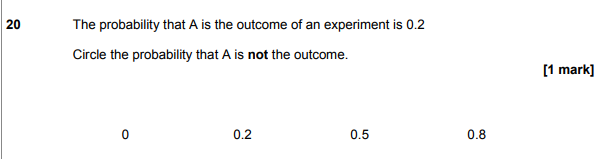 20 The probability that A is the outcome of an experiment is 0.2
Circle the probability that A is not the outcome.
[1 mark]
0 0.2 0.5 0.8